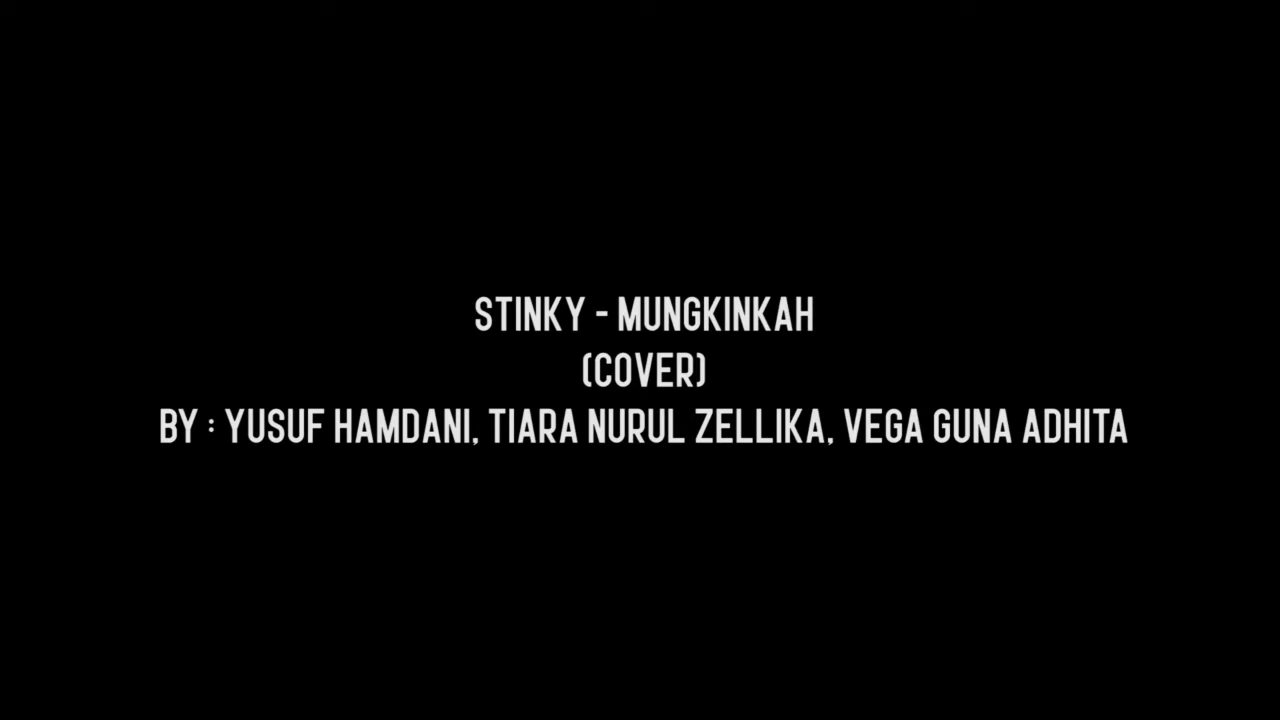 STINKY - MUNGKINKAH
(COVER)
BY : YUSUF HAMDANI, TIARA NURUL ZELLIKA, VEGA GUNA ADHITA